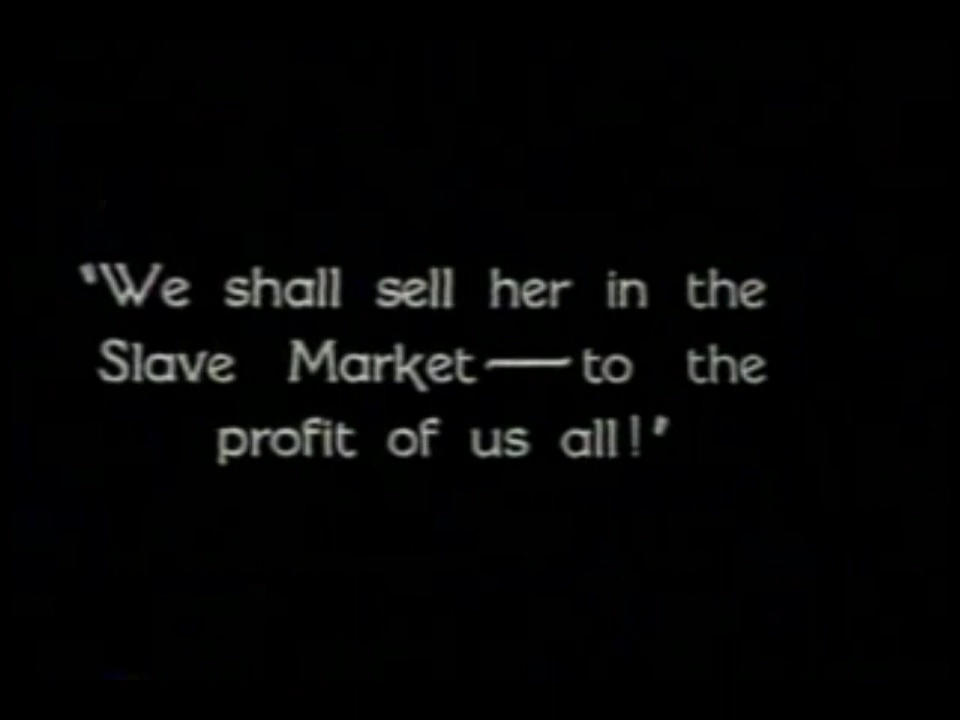 "We shall sell her in the
Slave Market—to the
profit of us all!"